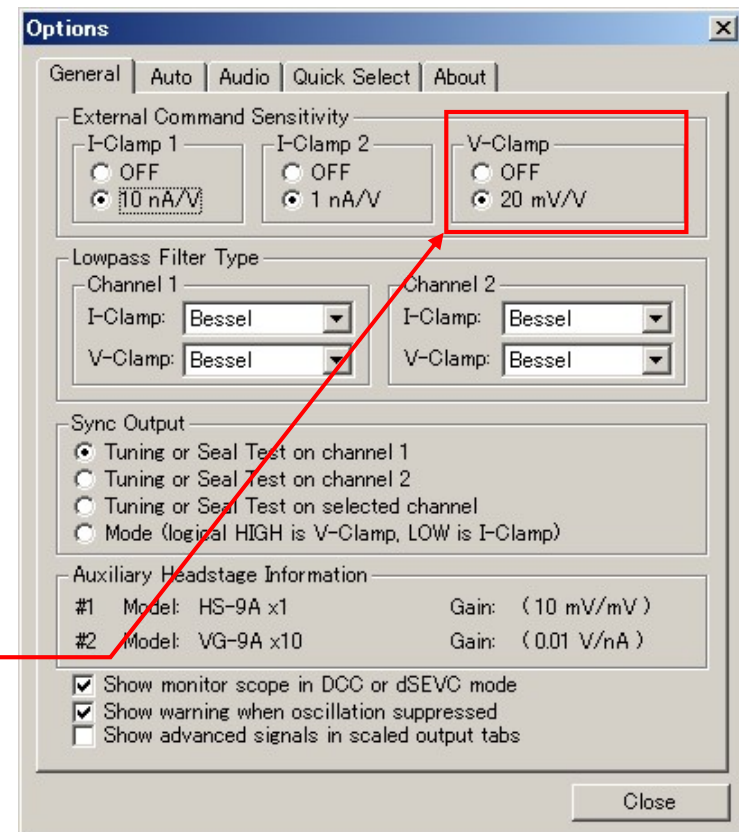 Options
General Auto Audio Quick Select About
External Command Sensitivity
I-Clamp 1 I-Clamp 2 V-Clamp
OFF OFF OFF
10 nA/V 1 nA/V 20 mV/V
Lowpass Filter Type
Channel 1 Channel 2
I-Clamp: Bessel I-Clamp: Bessel
V-Clamp: Bessel V-Clamp: Bessel
Sync Output
Tuning or Seal Test on channel 1
Tuning or Seal Test on channel 2
Tuning or Seal Test on selected channel
Mode (logical HIGH is V-Clamp, LOW is I-Clamp)
Auxiliary Headstage Information
#1 Model: HS-9A x1 Gain: (10 mV/mV )
#2 Model: VG-9A x10 Gain: (0.01 V/nA )
Show monitor scope in DCC or dSEVC mode
Show warning when oscillation suppressed
Show advanced signals in scaled output tabs
Close